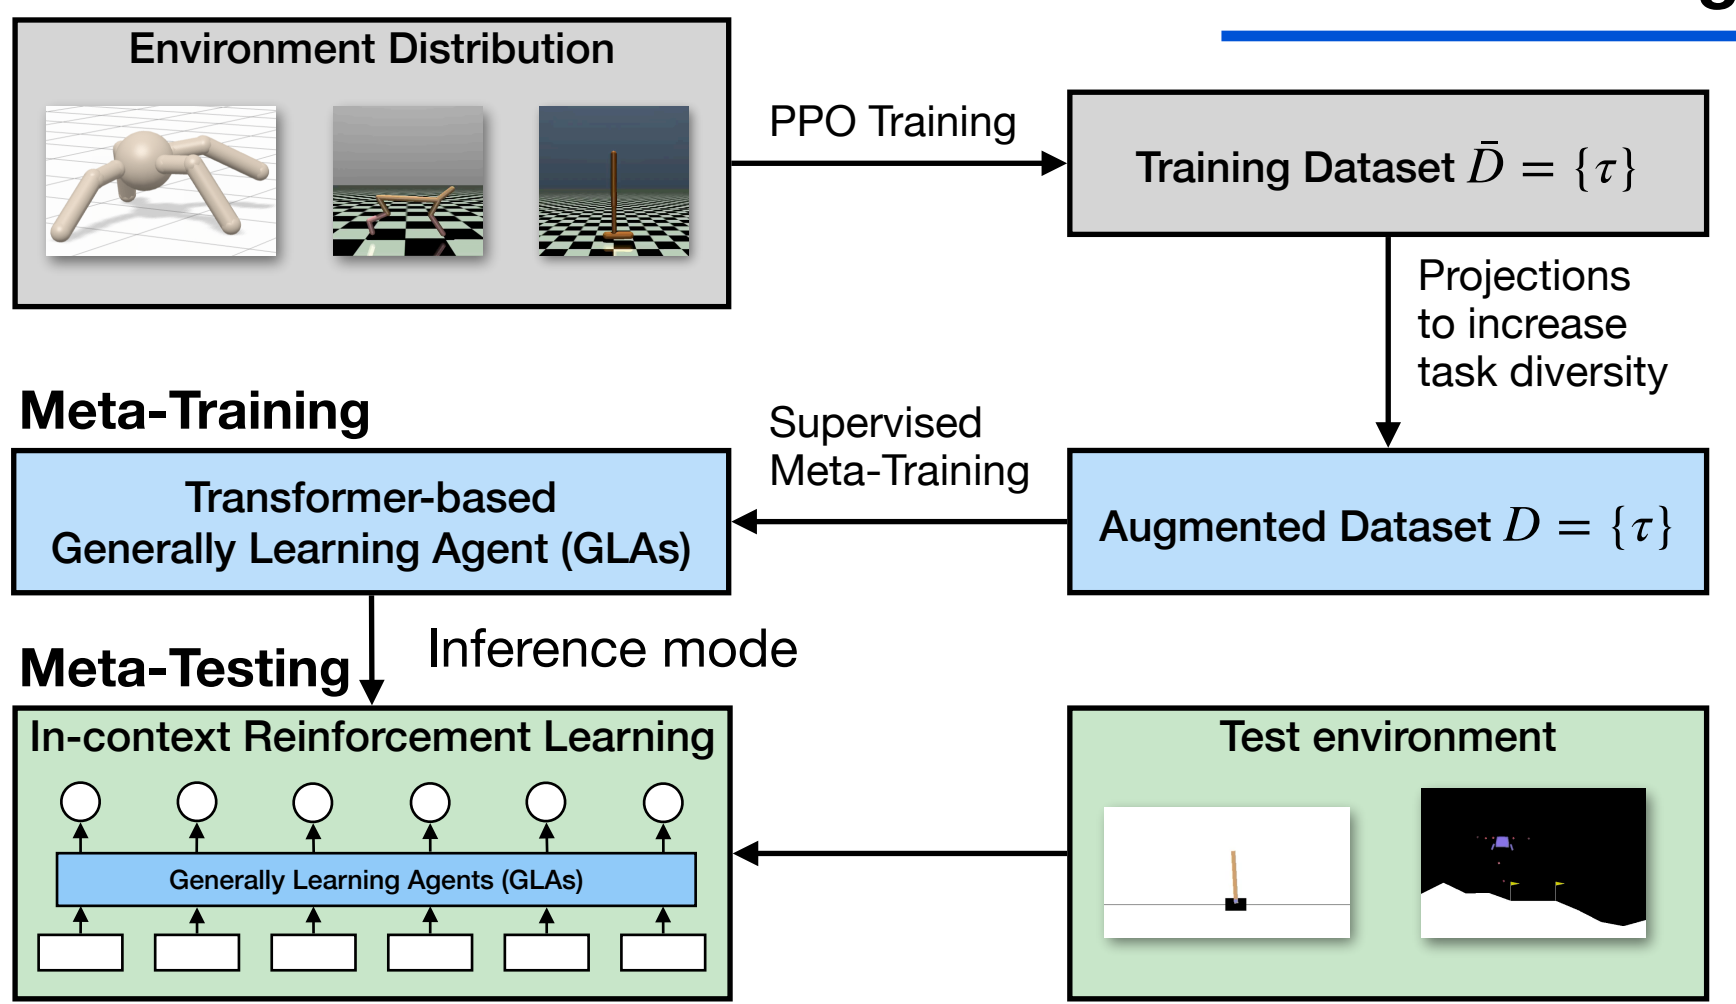 Environment Distribution
PPO Training
Training Dataset D̄ = {τ}
Projections
to increase
task diversity
Meta-Training
Supervised
Meta-Training
Transformer-based
Generally Learning Agent (GLAs)
Augmented Dataset D = {τ}
Inference mode
Meta-Testing
In-context Reinforcement Learning
Generally Learning Agents (GLAs)
Test environment